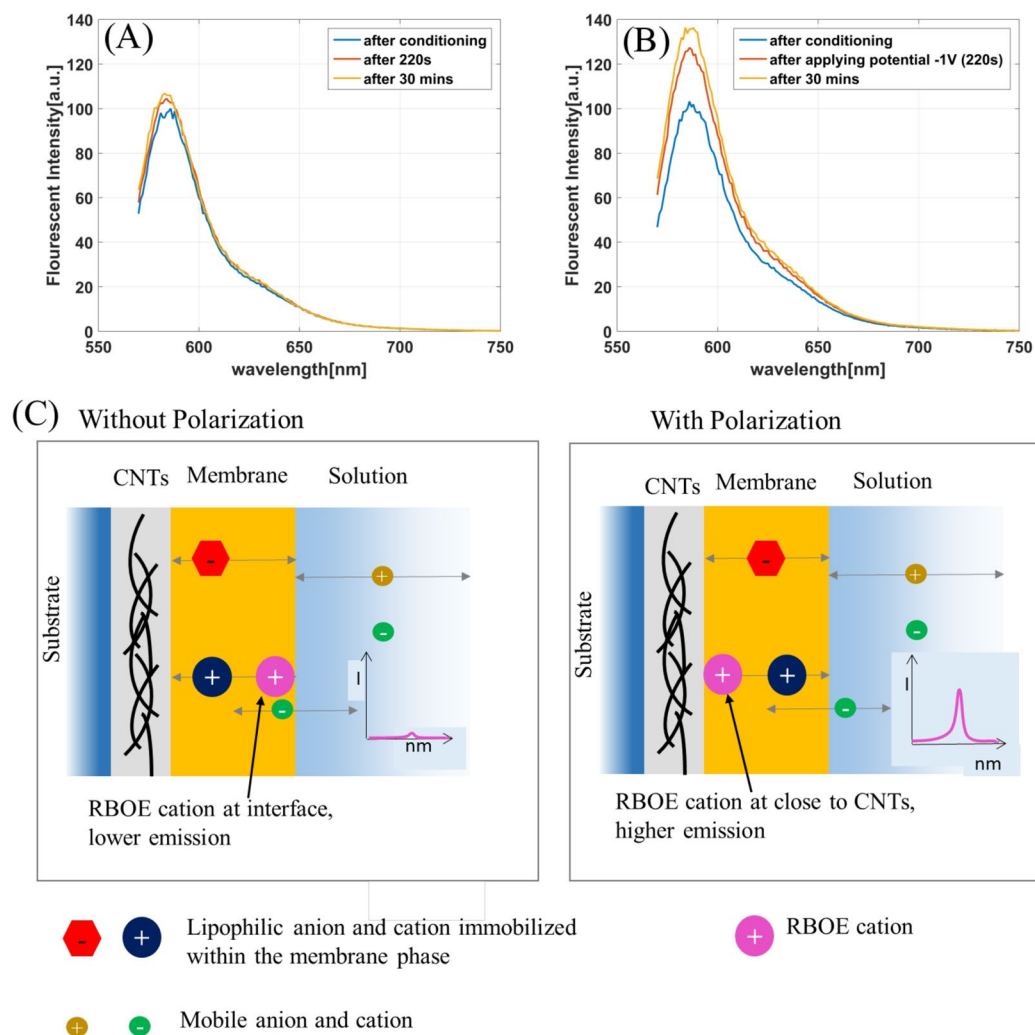 (A)
after conditioning
after 220s
after 30 mins
Flourescent Intensity[a.u.]
140
120
100
80
60
40
20
0
550 600 650 700 750
wavelength[nm]
(B)
after conditioning
after applying potential -1V (220s)
after 30 mins
Flourescent Intensity[a.u.]
140
120
100
80
60
40
20
0
550 600 650 700 750
wavelength[nm]
(C)
Without Polarization
CNTs Membrane Solution
Substrate
-
+
-
+ +
-
I
nm
RBOE cation at interface,
lower emission
With Polarization
CNTs Membrane Solution
Substrate
-
+
-
+ +
-
I
nm
RBOE cation at close to CNTs,
higher emission
- + Lipophilic anion and cation immobilized
within the membrane phase
+ RBOE cation
+ - Mobile anion and cation